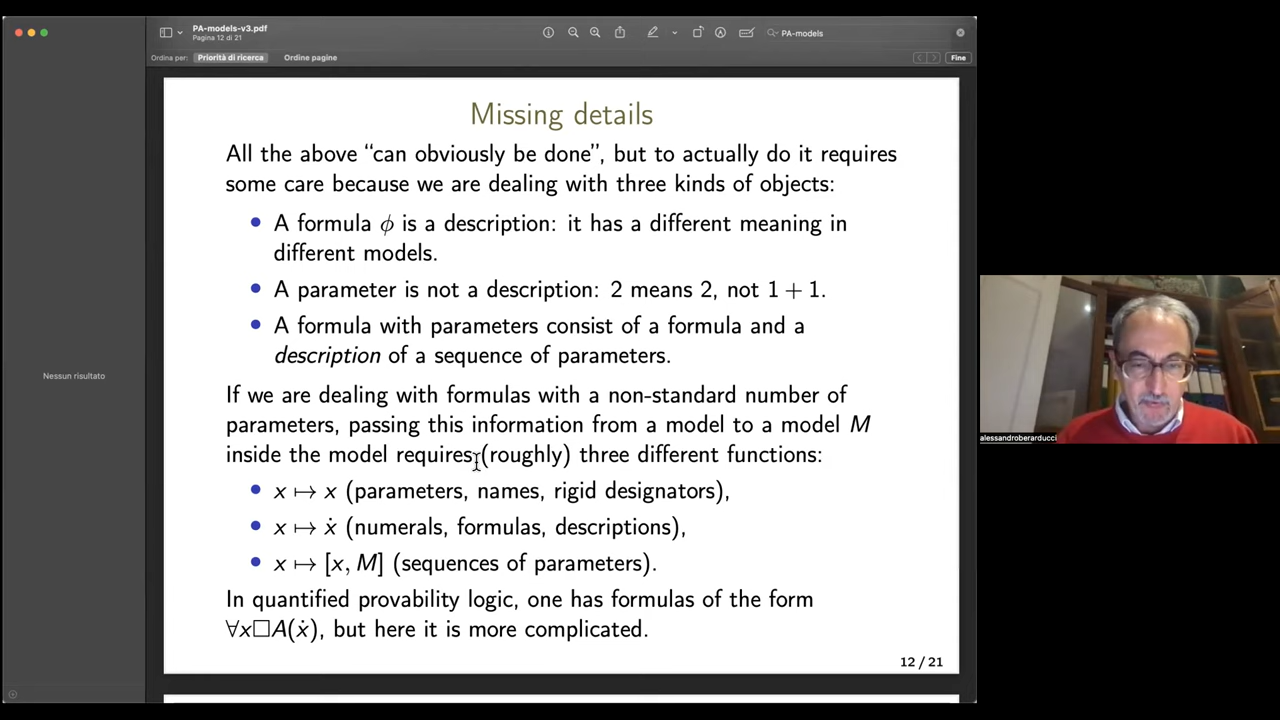 PA-models-v3.pdf
Pagina 12 di 21
PA-models
Ordina per:
Priorità di ricerca
Ordine pagine
Fine
Nessun risultato
Missing details
All the above “can obviously be done”, but to actually do it requires
some care because we are dealing with three kinds of objects:
• A formula ϕ is a description: it has a different meaning in
different models.
• A parameter is not a description: 2 means 2, not 1 + 1.
• A formula with parameters consist of a formula and a
description of a sequence of parameters.
If we are dealing with formulas with a non-standard number of
parameters, passing this information from a model to a model M
inside the model requires (roughly) three different functions:
• x ↦ x (parameters, names, rigid designators),
• x ↦ ẋ (numerals, formulas, descriptions),
• x ↦ [x, M] (sequences of parameters).
In quantified provability logic, one has formulas of the form
∀x□A(ẋ), but here it is more complicated.
12 / 21
alessandroberarducci